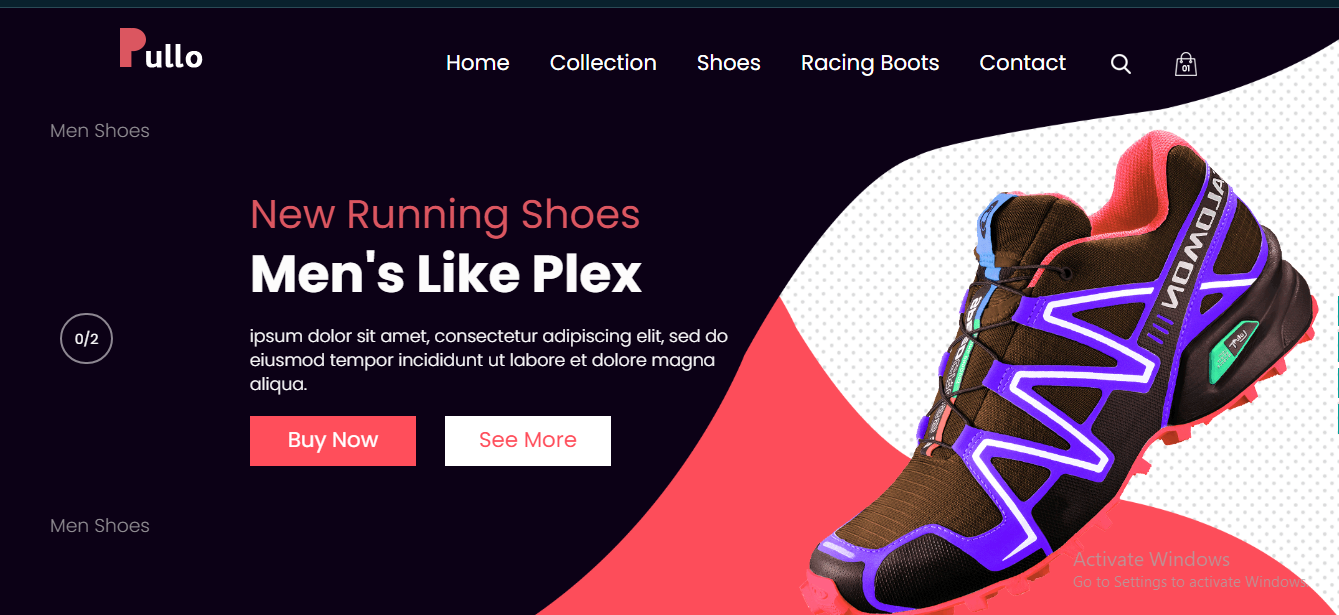 Pullo
Home Collection Shoes Racing Boots Contact
01
Men Shoes
New Running Shoes
Men's Like Plex
0/2
ipsum dolor sit amet, consectetur adipiscing elit, sed do
eiusmod tempor incididunt ut labore et dolore magna
aliqua.
Buy Now See More
Men Shoes
Activate Windows
Go to Settings to activate Windows.